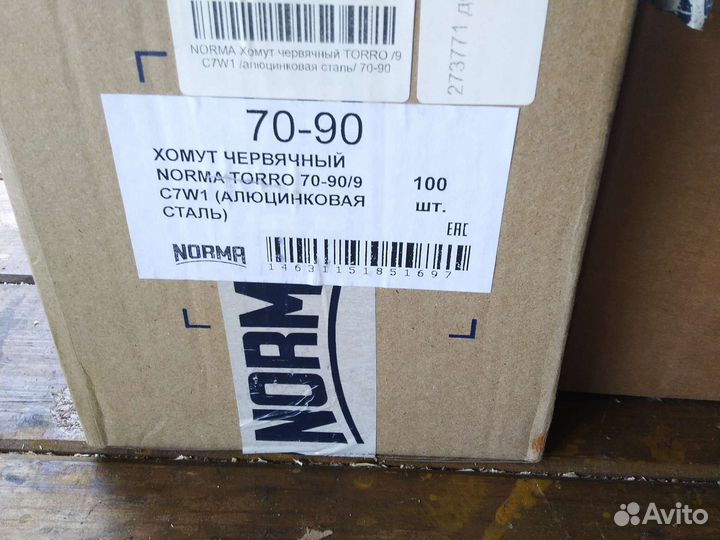 NORMA Хомут червячный TORRO /9
C7W1 /алюцинковая сталь/ 70-90
273771
70-90
ХОМУТ ЧЕРВЯЧНЫЙ
NORMA TORRO 70-90/9
C7W1 (АЛЮЦИНКОВАЯ
СТАЛЬ)
100
шт.
EAC
NORMA
14631151851697
NORMA
Avito